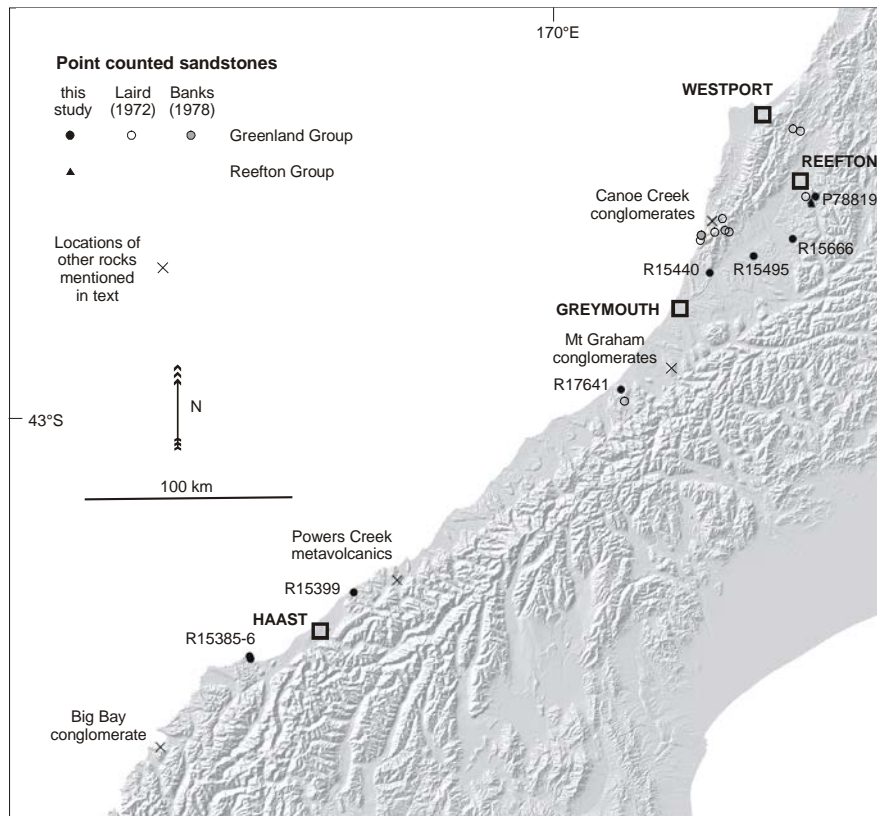 170°E
Point counted sandstones
this study
Laird (1972)
Banks (1978)
Greenland Group
Reefton Group
Locations of
other rocks
mentioned
in text
N
100 km
43°S
WESTPORT
REEFTON
P78819
Canoe Creek
conglomerates
R15666
R15440
R15495
GREYMOUTH
Mt Graham
conglomerates
R17641
Powers Creek
metavolcanics
R15399
HAAST
R15385-6
Big Bay
conglomerate